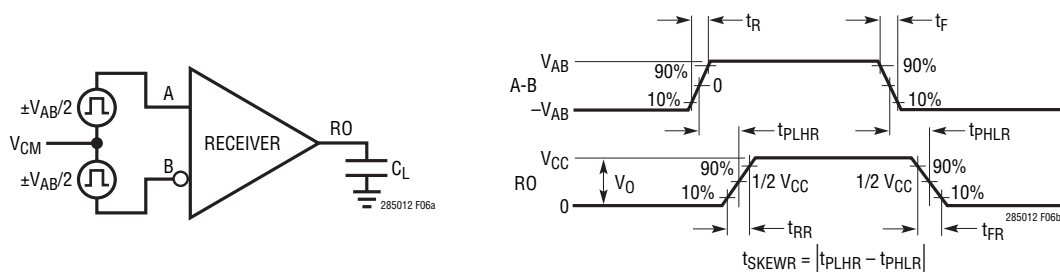 ±VAB/2
VCM
±VAB/2
A
B
RECEIVER
RO
CL
285012 F06a
tR
tF
VAB
90%
90%
A-B
0
–VAB
10%
10%
tPLHR
tPHLR
VCC
90%
90%
RO
VO
1/2 VCC
1/2 VCC
10%
10%
0
285012 F06b
tRR
tFR
tSKEWR = |tPLHR – tPHLR|